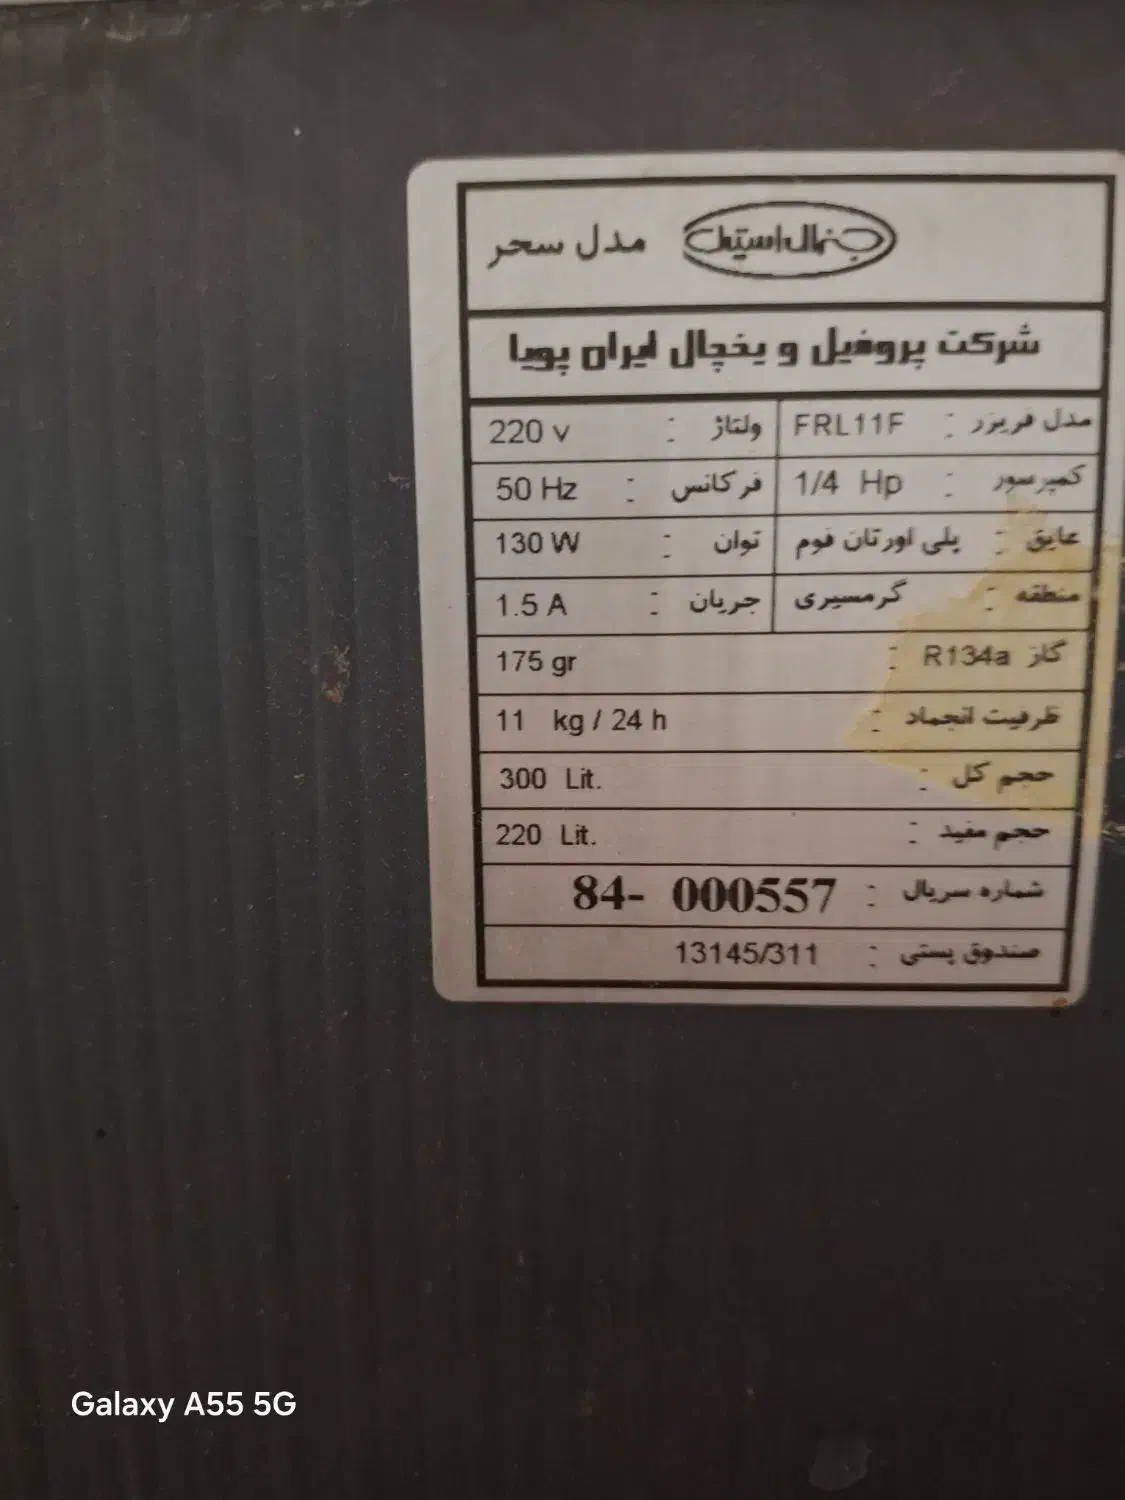 جنرال استیل مدل سحر
شرکت پروفیل و یخچال ایران پویا
مدل فریزر : FRL11F ولتاژ : 220 v
کمپرسور : 1/4 Hp فرکانس : 50 Hz
عایق : پلی اورتان فوم توان : 130 W
منطقه : گرمسیری جریان : 1.5 A
گاز R134a : 175 gr
ظرفیت انجماد : 11 kg / 24 h
حجم کل : 300 Lit.
حجم مفید : 220 Lit.
شماره سریال : 84- 000557
صندوق پستی : 13145/311
Galaxy A55 5G